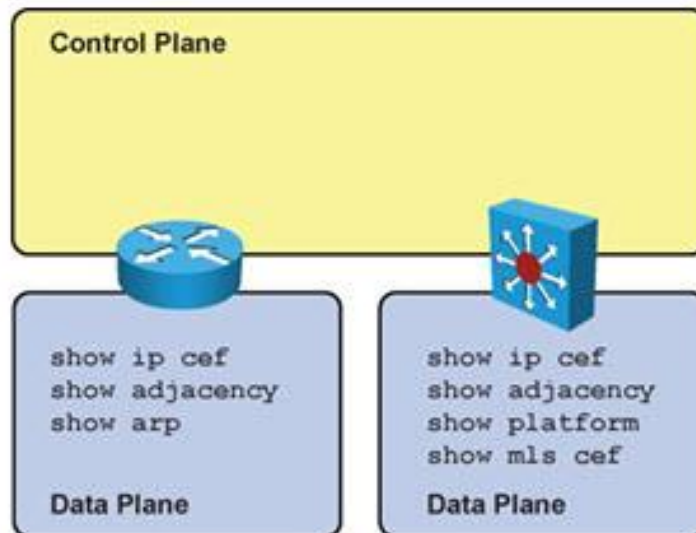 Control Plane
show ip cef
show adjacency
show arp
Data Plane
show ip cef
show adjacency
show platform
show mls cef
Data Plane